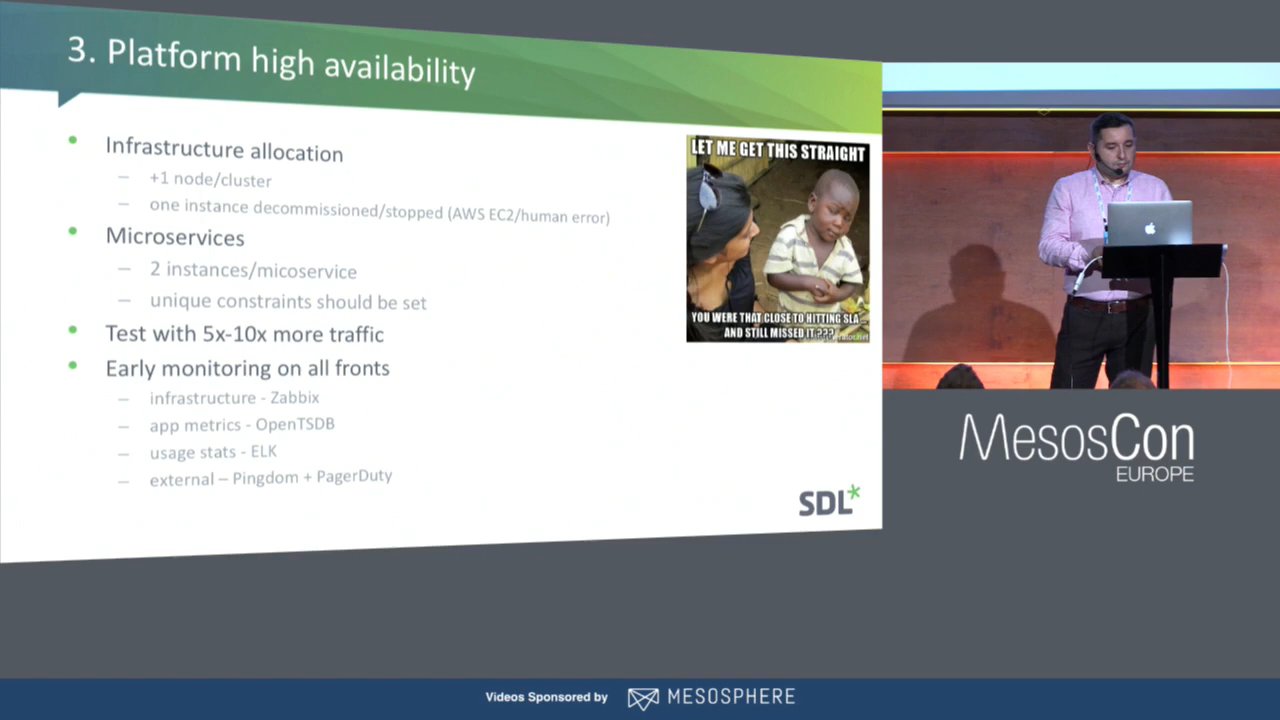 3. Platform high availability
Infrastructure allocation
– +1 node/cluster
– one instance decommissioned/stopped (AWS EC2/human error)
Microservices
– 2 instances/micoservice
– unique constraints should be set
Test with 5x-10x more traffic
Early monitoring on all fronts
– infrastructure - Zabbix
– app metrics - OpenTSDB
– usage stats - ELK
– external – Pingdom + PagerDuty
LET ME GET THIS STRAIGHT
YOU WERE THAT CLOSE TO HITTING SLA
AND STILL MISSED IT ???
SDL*
MesosCon
EUROPE
Videos Sponsored by MESOSPHERE